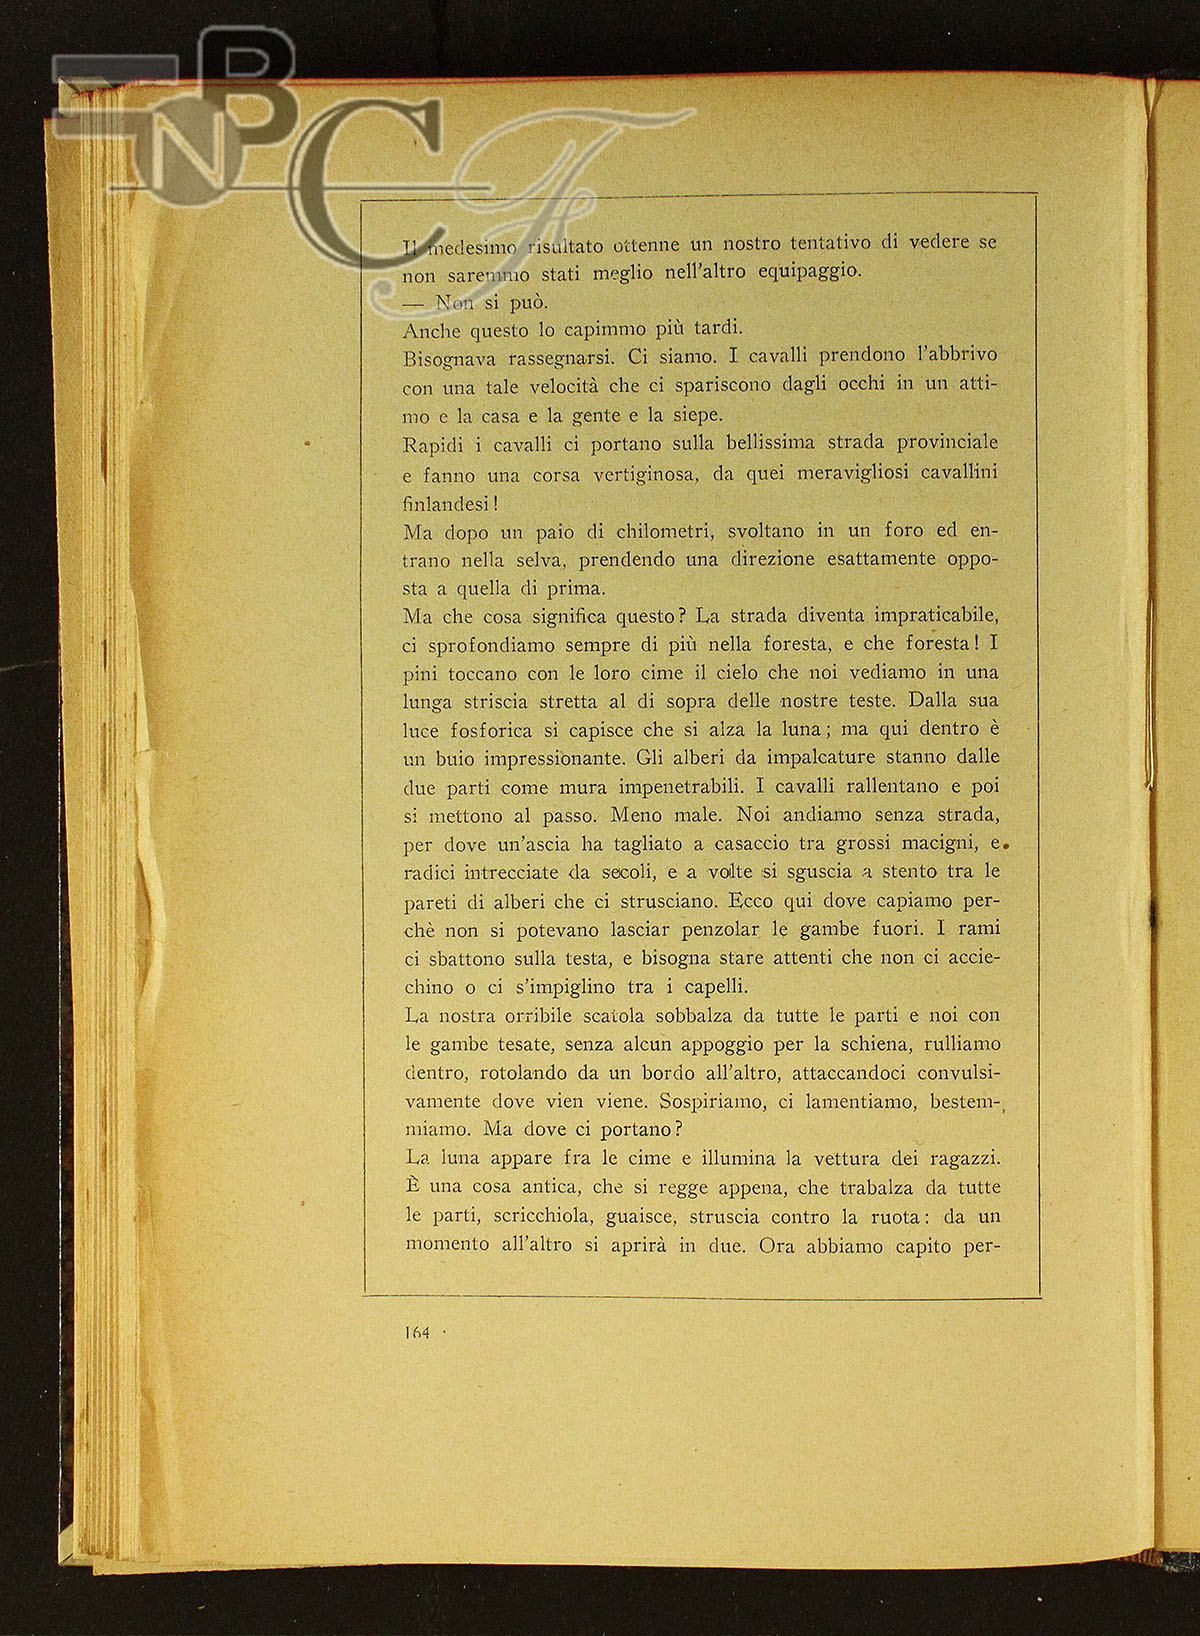 NBCF
Il medesimo risultato ottenne un nostro tentativo di vedere se
non saremmo stati meglio nell'altro equipaggio.
— Non si può.
Anche questo lo capimmo più tardi.
Bisognava rassegnarsi. Ci siamo. I cavalli prendono l'abbrivo
con una tale velocità che ci spariscono dagli occhi in un atti-
mo e la casa e la gente e la siepe.
Rapidi i cavalli ci portano sulla bellissima strada provinciale
e fanno una corsa vertiginosa, da quei meravigliosi cavallini
finlandesi!
Ma dopo un paio di chilometri, svoltano in un foro ed en-
trano nella selva, prendendo una direzione esattamente oppo-
sta a quella di prima.
Ma che cosa significa questo? La strada diventa impraticabile,
ci sprofondiamo sempre di più nella foresta, e che foresta! I
pini toccano con le loro cime il cielo che noi vediamo in una
lunga striscia stretta al di sopra delle nostre teste. Dalla sua
luce fosforica si capisce che si alza la luna; ma qui dentro è
un buio impressionante. Gli alberi da impalcature stanno dalle
due parti come mura impenetrabili. I cavalli rallentano e poi
si mettono al passo. Meno male. Noi andiamo senza strada,
per dove un'ascia ha tagliato a casaccio tra grossi macigni, e
radici intrecciate da secoli, e a volte si sguscia a stento tra le
pareti di alberi che ci strusciano. Ecco qui dove capiamo per-
chè non si potevano lasciar penzolar le gambe fuori. I rami
ci sbattono sulla testa, e bisogna stare attenti che non ci accie-
chino o ci s'impiglino tra i capelli.
La nostra orribile scatola sobbalza da tutte le parti e noi con
le gambe tesate, senza alcun appoggio per la schiena, rulliamo
dentro, rotolando da un bordo all'altro, attaccandoci convulsi-
vamente dove vien viene. Sospiriamo, ci lamentiamo, bestem-
miamo. Ma dove ci portano?
La luna appare fra le cime e illumina la vettura dei ragazzi.
È una cosa antica, che si regge appena, che trabalza da tutte
le parti, scricchiola, guaisce, struscia contro la ruota: da un
momento all'altro si aprirà in due. Ora abbiamo capito per-
164